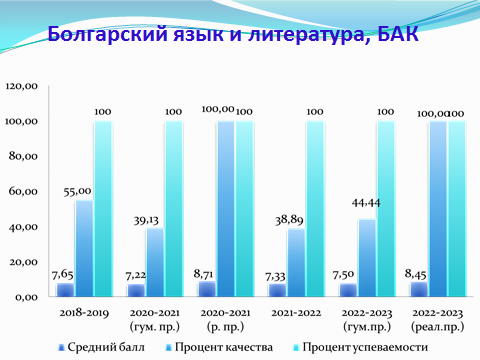 Болгарский язык и литература, БАК
120,00
100,00
80,00
60,00
40,00
20,00
0,00
7,65 55,00 100
7,22 39,13 100
8,71 100,00 100
7,33 38,89 100
7,50 44,44 100
8,45 100,00 100
2018-2019
2020-2021
(гум. пр.)
2020-2021
(р. пр.)
2021-2022
2022-2023
(гум.пр.)
2022-2023
(реал.пр.)
Средний балл Процент качества Процент успеваемости